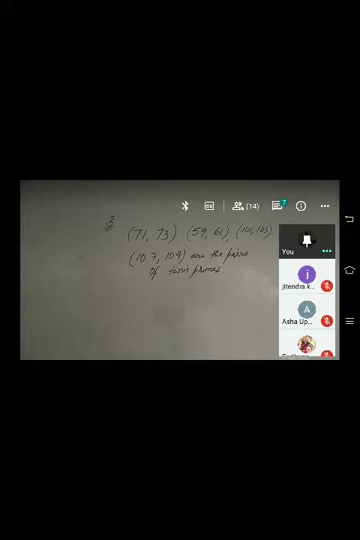 (14)
7
3.
(71, 73) (59, 61), (101, 103)
(107, 109) are the pairs
of twin primes.
You
j
jitendra k...
A
Asha Up...